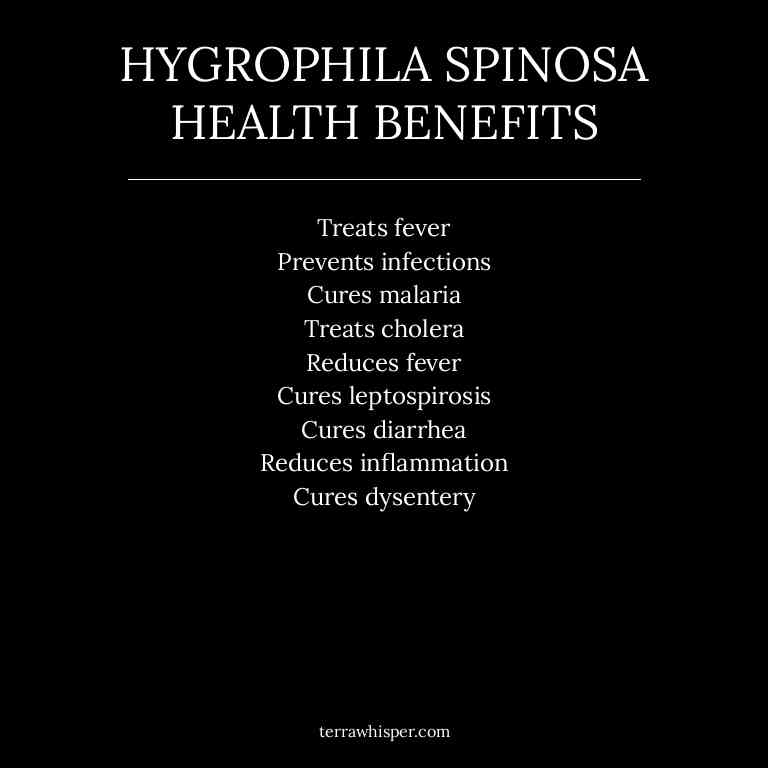 HYGROPHILA SPINOSA
HEALTH BENEFITS
Treats fever
Prevents infections
Cures malaria
Treats cholera
Reduces fever
Cures leptospirosis
Cures diarrhea
Reduces inflammation
Cures dysentery
terrawhisper.com